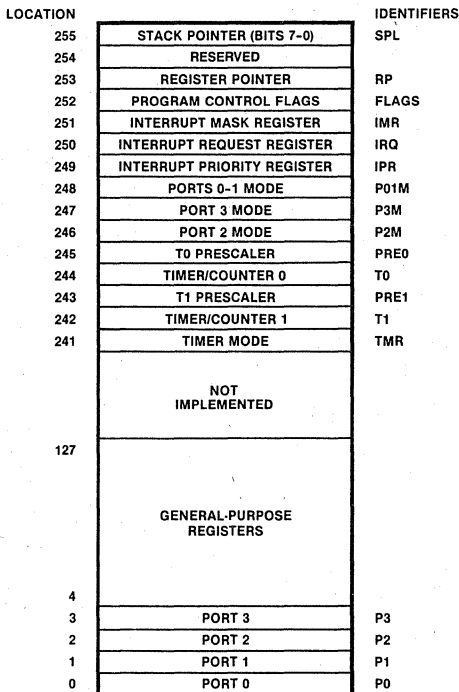 LOCATION IDENTIFIERS
255 STACK POINTER (BITS 7-0) SPL
254 RESERVED
253 REGISTER POINTER RP
252 PROGRAM CONTROL FLAGS FLAGS
251 INTERRUPT MASK REGISTER IMR
250 INTERRUPT REQUEST REGISTER IRQ
249 INTERRUPT PRIORITY REGISTER IPR
248 PORTS 0-1 MODE P01M
247 PORT 3 MODE P3M
246 PORT 2 MODE P2M
245 T0 PRESCALER PRE0
244 TIMER/COUNTER 0 T0
243 T1 PRESCALER PRE1
242 TIMER/COUNTER 1 T1
241 TIMER MODE TMR
NOT
IMPLEMENTED
127
GENERAL-PURPOSE
REGISTERS
4
3 PORT 3 P3
2 PORT 2 P2
1 PORT 1 P1
0 PORT 0 P0